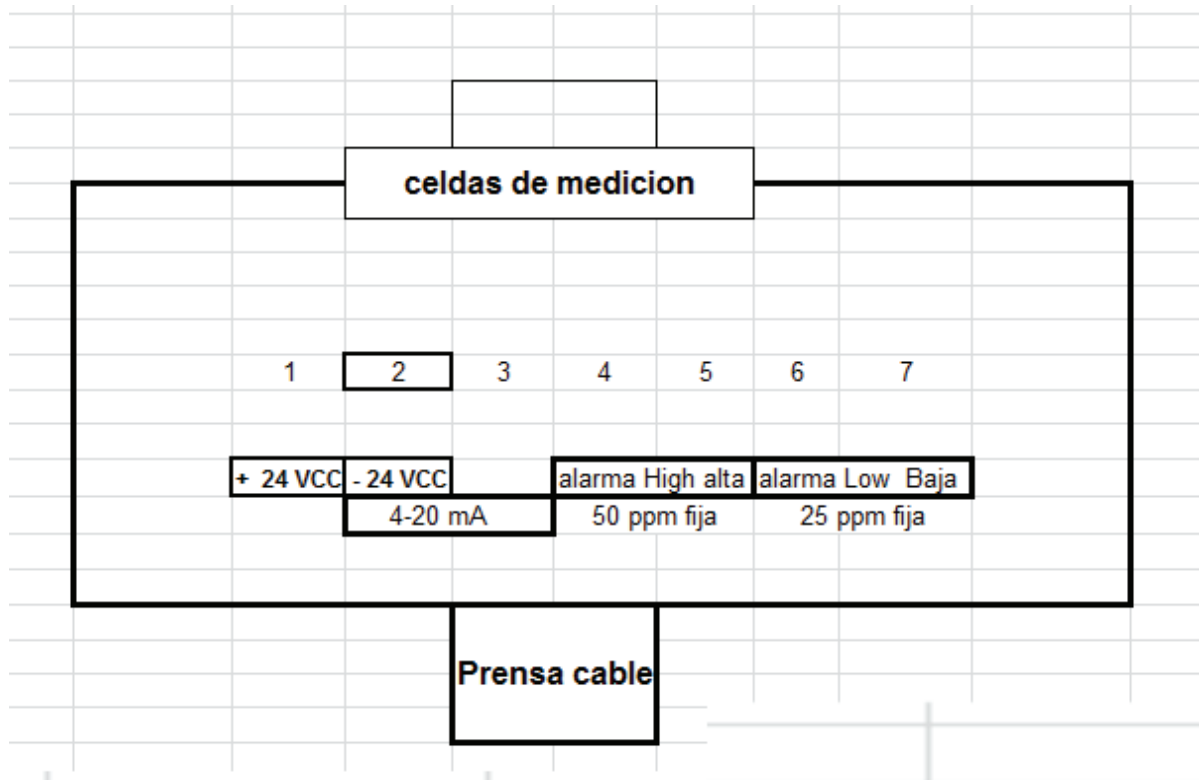 celdas de medicion
1 2 3 4 5 6 7
+ 24 VCC - 24 VCC alarma High alta alarma Low Baja
4-20 mA 50 ppm fija 25 ppm fija
Prensa cable